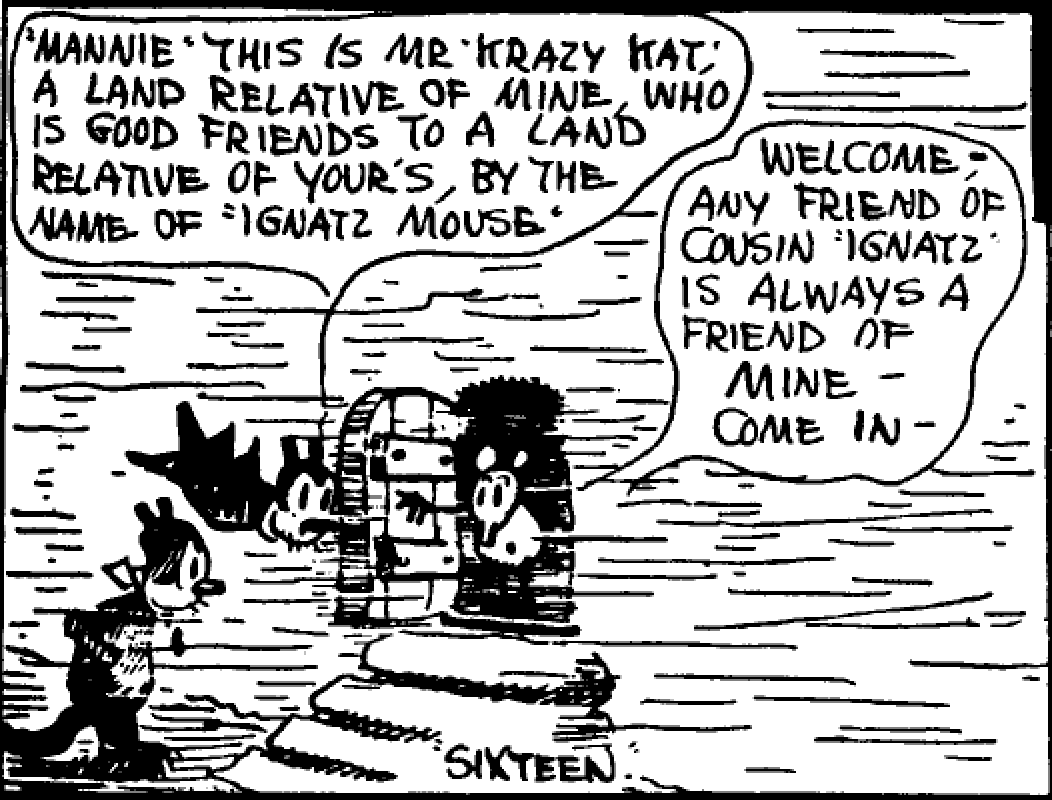 "MANNIE" THIS IS MR "KRAZY KAT,"
A LAND RELATIVE OF MINE, WHO
IS GOOD FRIENDS TO A LAND
RELATIVE OF YOUR'S, BY THE
NAME OF "IGNATZ MOUSE"
WELCOME,-
ANY FRIEND OF
COUSIN "IGNATZ"
IS ALWAYS A
FRIEND OF
MINE -
COME IN -
SIXTEEN.